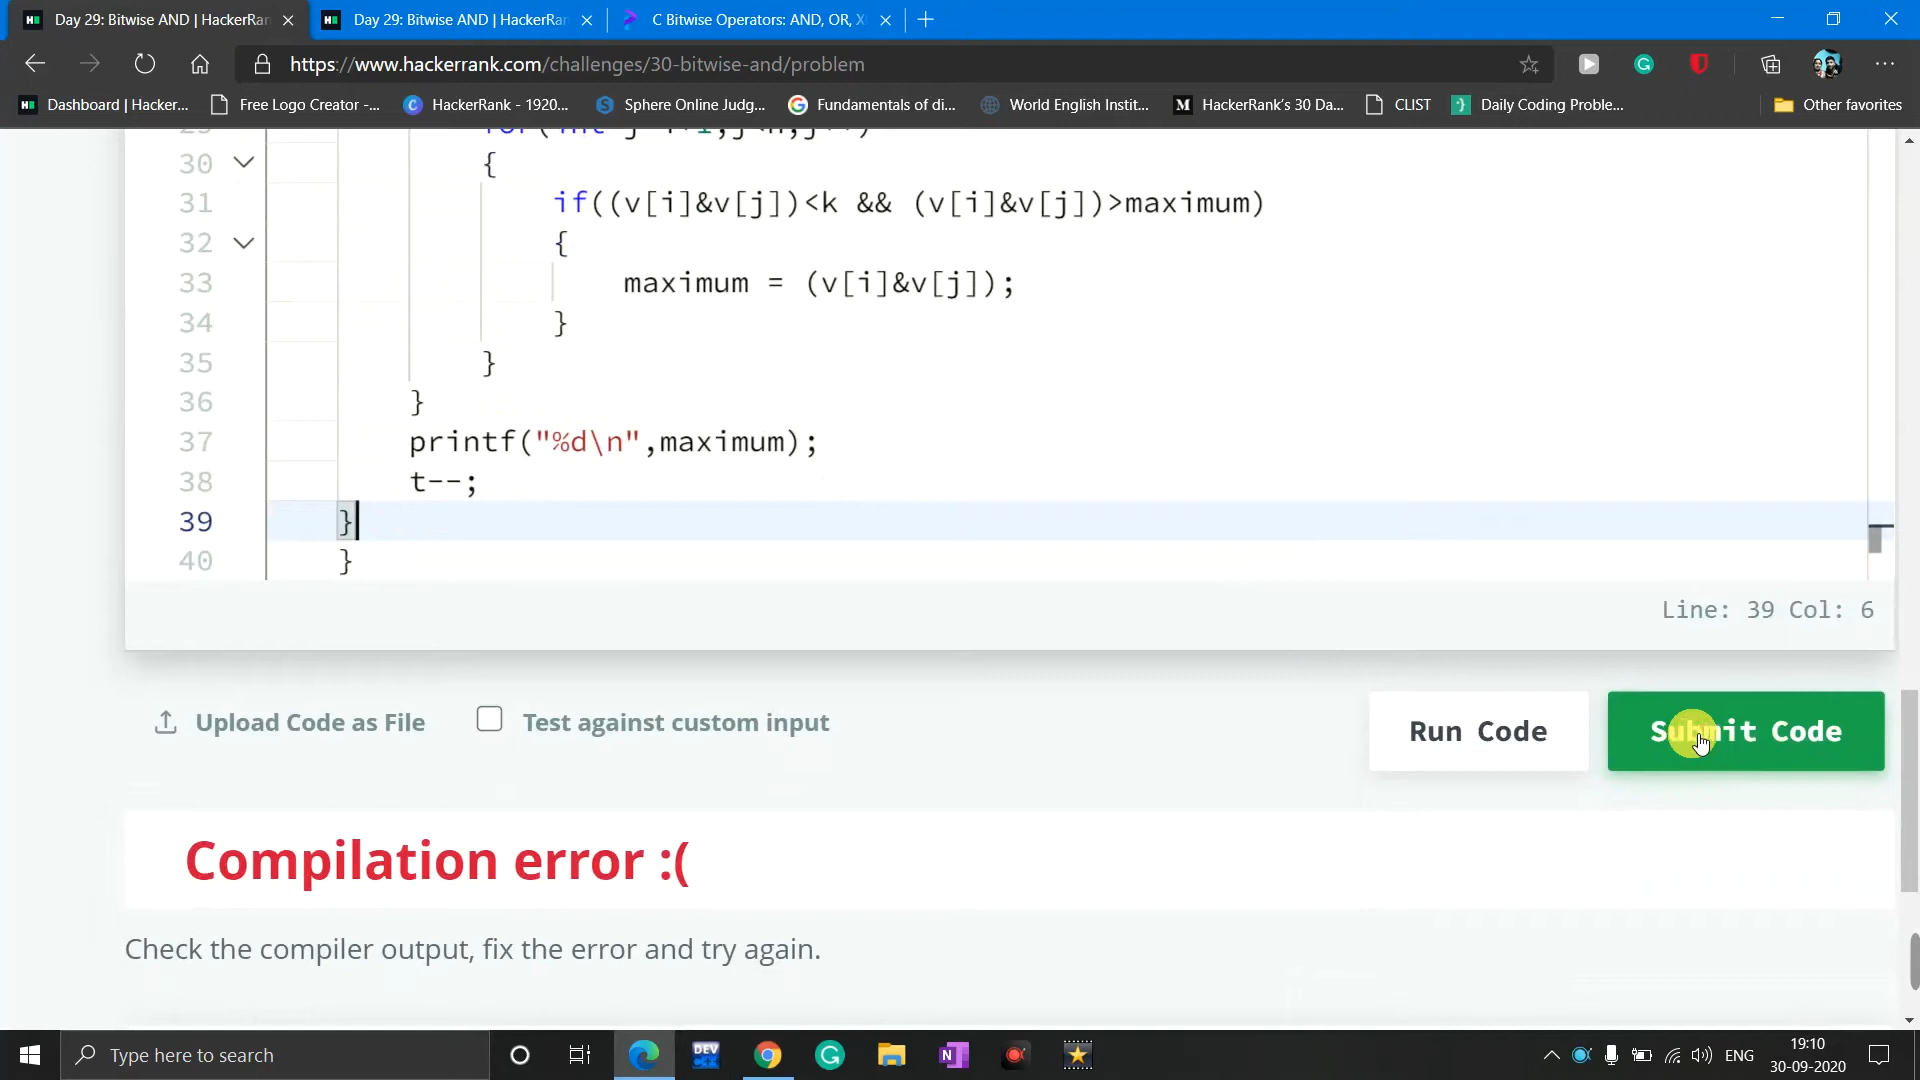 Day 29: Bitwise AND | HackerRan
Day 29: Bitwise AND | HackerRa
C Bitwise Operators: AND, OR, X
https://www.hackerrank.com/challenges/30-bitwise-and/problem
Dashboard | Hacker...
Free Logo Creator -...
HackerRank - 1920...
Sphere Online Judg...
Fundamentals of di...
World English Instit...
HackerRank's 30 Da...
CLIST
Daily Coding Proble...
Other favorites
30 {
31 if((v[i]&v[j])<k && (v[i]&v[j])>maximum)
32 {
33 maximum = (v[i]&v[j]);
34 }
35 }
36 }
37 printf("%d\n",maximum);
38 t--;
39 }
40 }
Line: 39 Col: 6
Upload Code as File
Test against custom input
Run Code
Submit Code
Compilation error :(
Check the compiler output, fix the error and try again.
Type here to search
DEV
ENG
19:10
30-09-2020